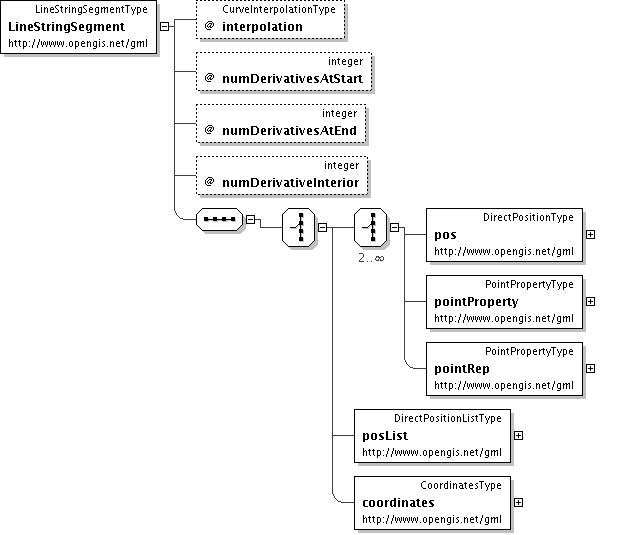 LineStringSegmentType
LineStringSegment
http://www.opengis.net/gml
CurveInterpolationType
@ interpolation
integer
@ numDerivativesAtStart
integer
@ numDerivativesAtEnd
integer
@ numDerivativeInterior
2..∞
DirectPositionType
pos
http://www.opengis.net/gml
PointPropertyType
pointProperty
http://www.opengis.net/gml
PointPropertyType
pointRep
http://www.opengis.net/gml
DirectPositionListType
posList
http://www.opengis.net/gml
CoordinatesType
coordinates
http://www.opengis.net/gml